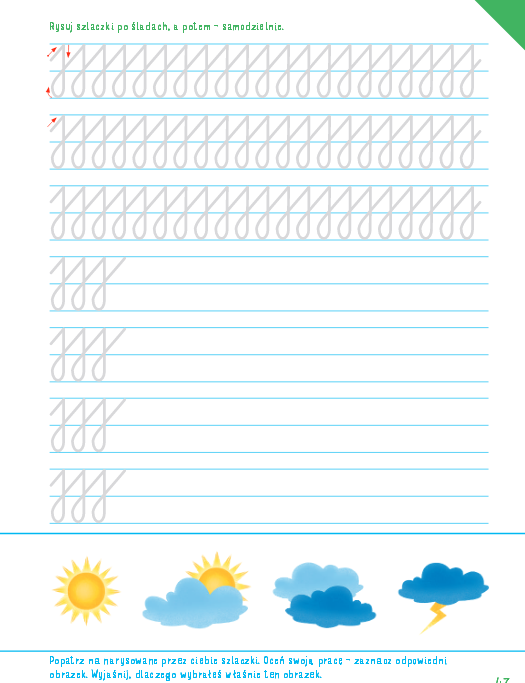 Rysuj szlaczki po śladach, a potem – samodzielnie.
Popatrz na narysowane przez ciebie szlaczki. Oceń swoją pracę – zaznacz odpowiedni
obrazek. Wyjaśnij, dlaczego wybrałeś właśnie ten obrazek.